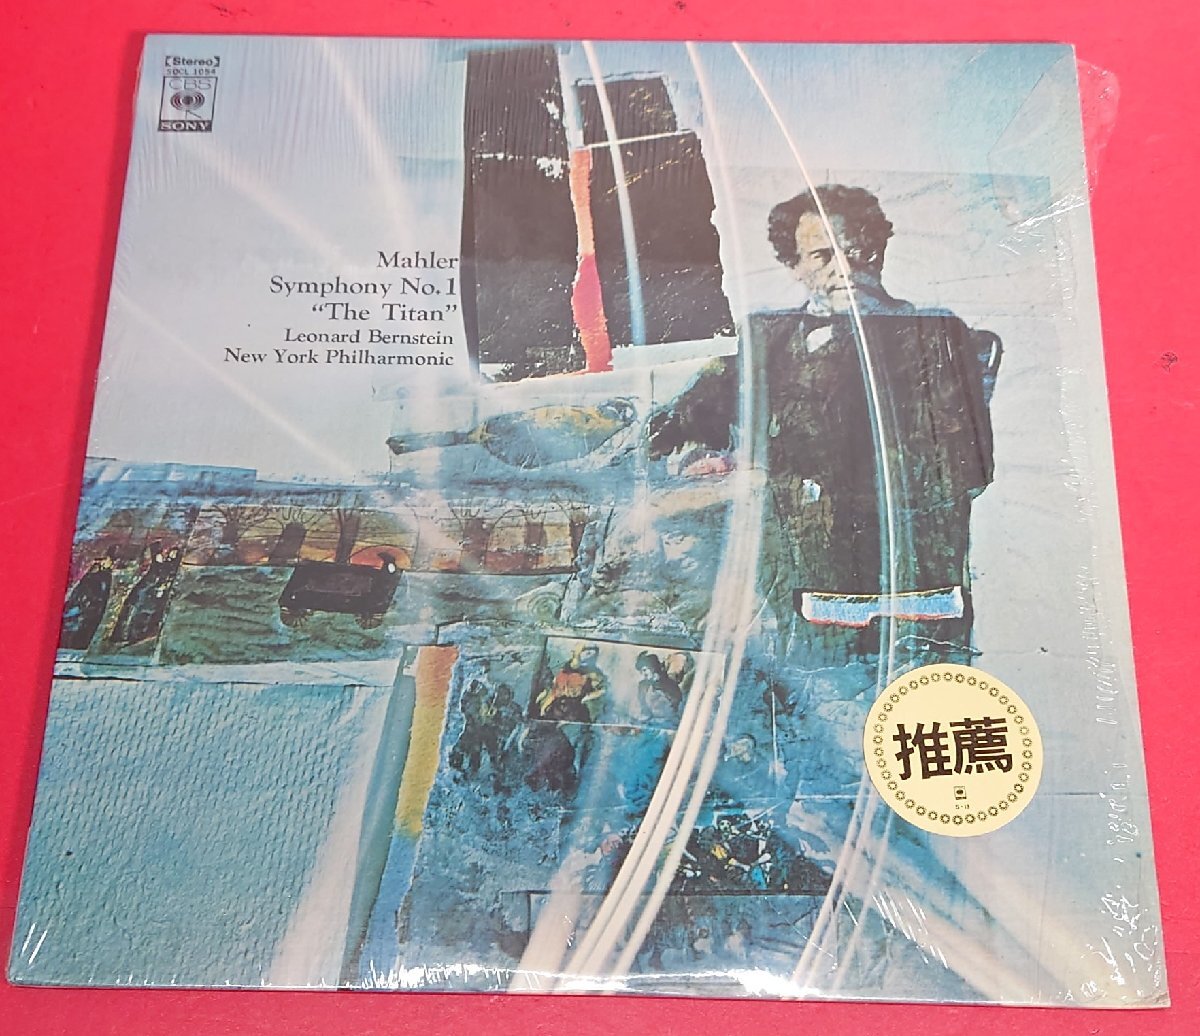 【Stereo】
SOCL 1054
CBS
SONY
Mahler
Symphony No.1
“The Titan”
Leonard Bernstein
New York Philharmonic
推薦